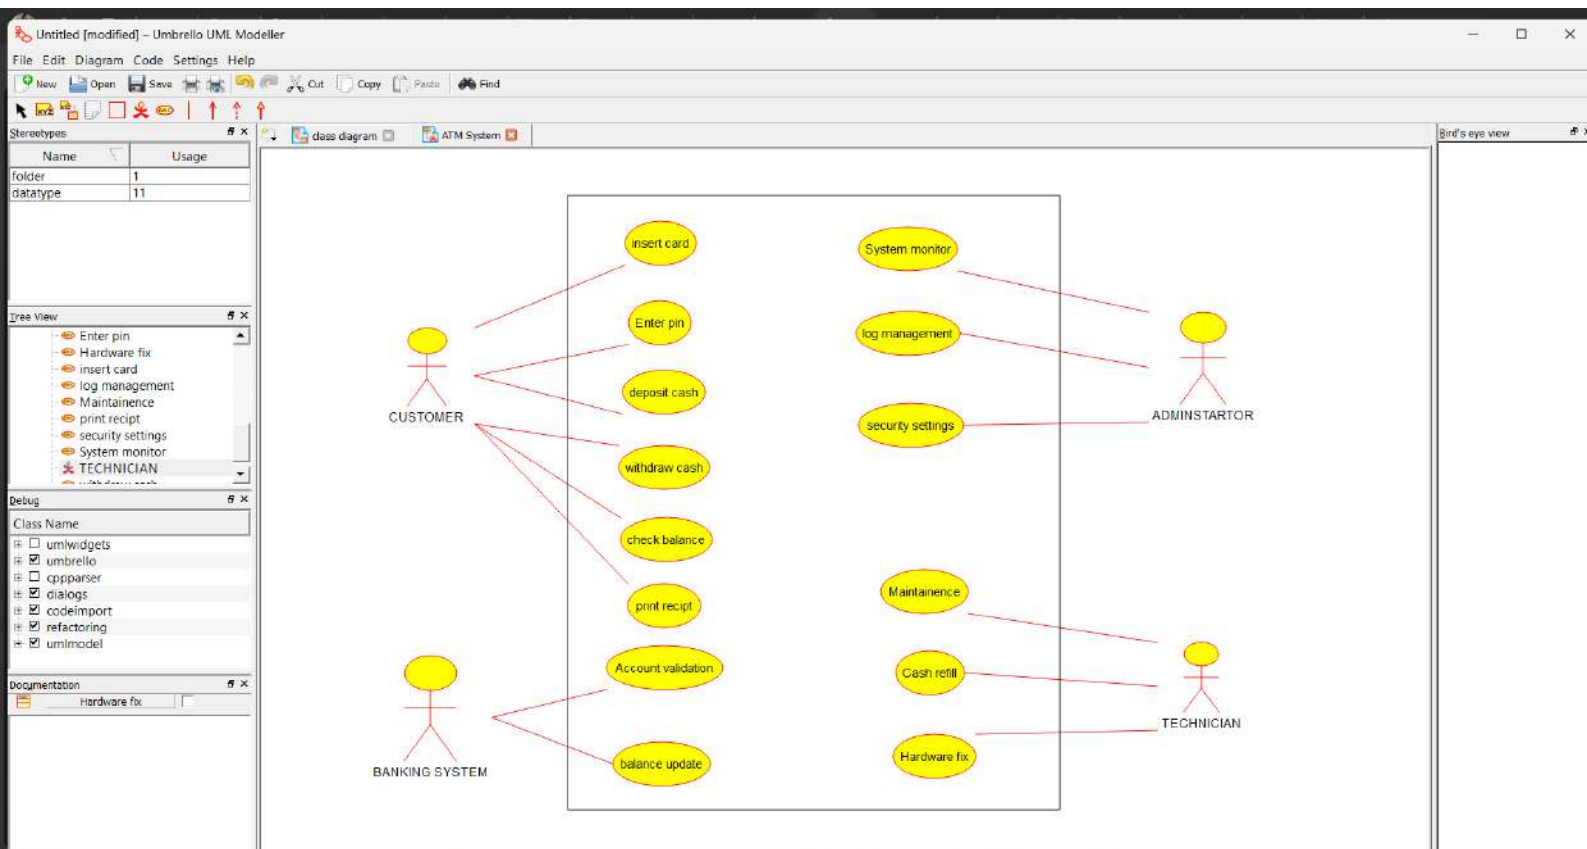 Untitled [modified] – Umbrello UML Modeller
File Edit Diagram Code Settings Help
New Open Save Cut Copy Paste Find
Stereotypes
class diagram
ATM System
Bird's eye view
Name Usage
folder 1
datatype 11
Tree View
Enter pin
Hardware fix
insert card
log management
Maintainence
print recipt
security settings
System monitor
TECHNICIAN
withdraw cash
Debug
Class Name
umlwidgets
umbrello
cppparser
dialogs
codeimport
refactoring
umlmodel
Documentation
Hardware fix
insert card
Enter pin
deposit cash
withdraw cash
check balance
print recipt
Account validation
balance update
CUSTOMER
BANKING SYSTEM
System monitor
log management
security settings
Maintainence
Cash refill
Hardware fix
ADMINSTARTOR
TECHNICIAN